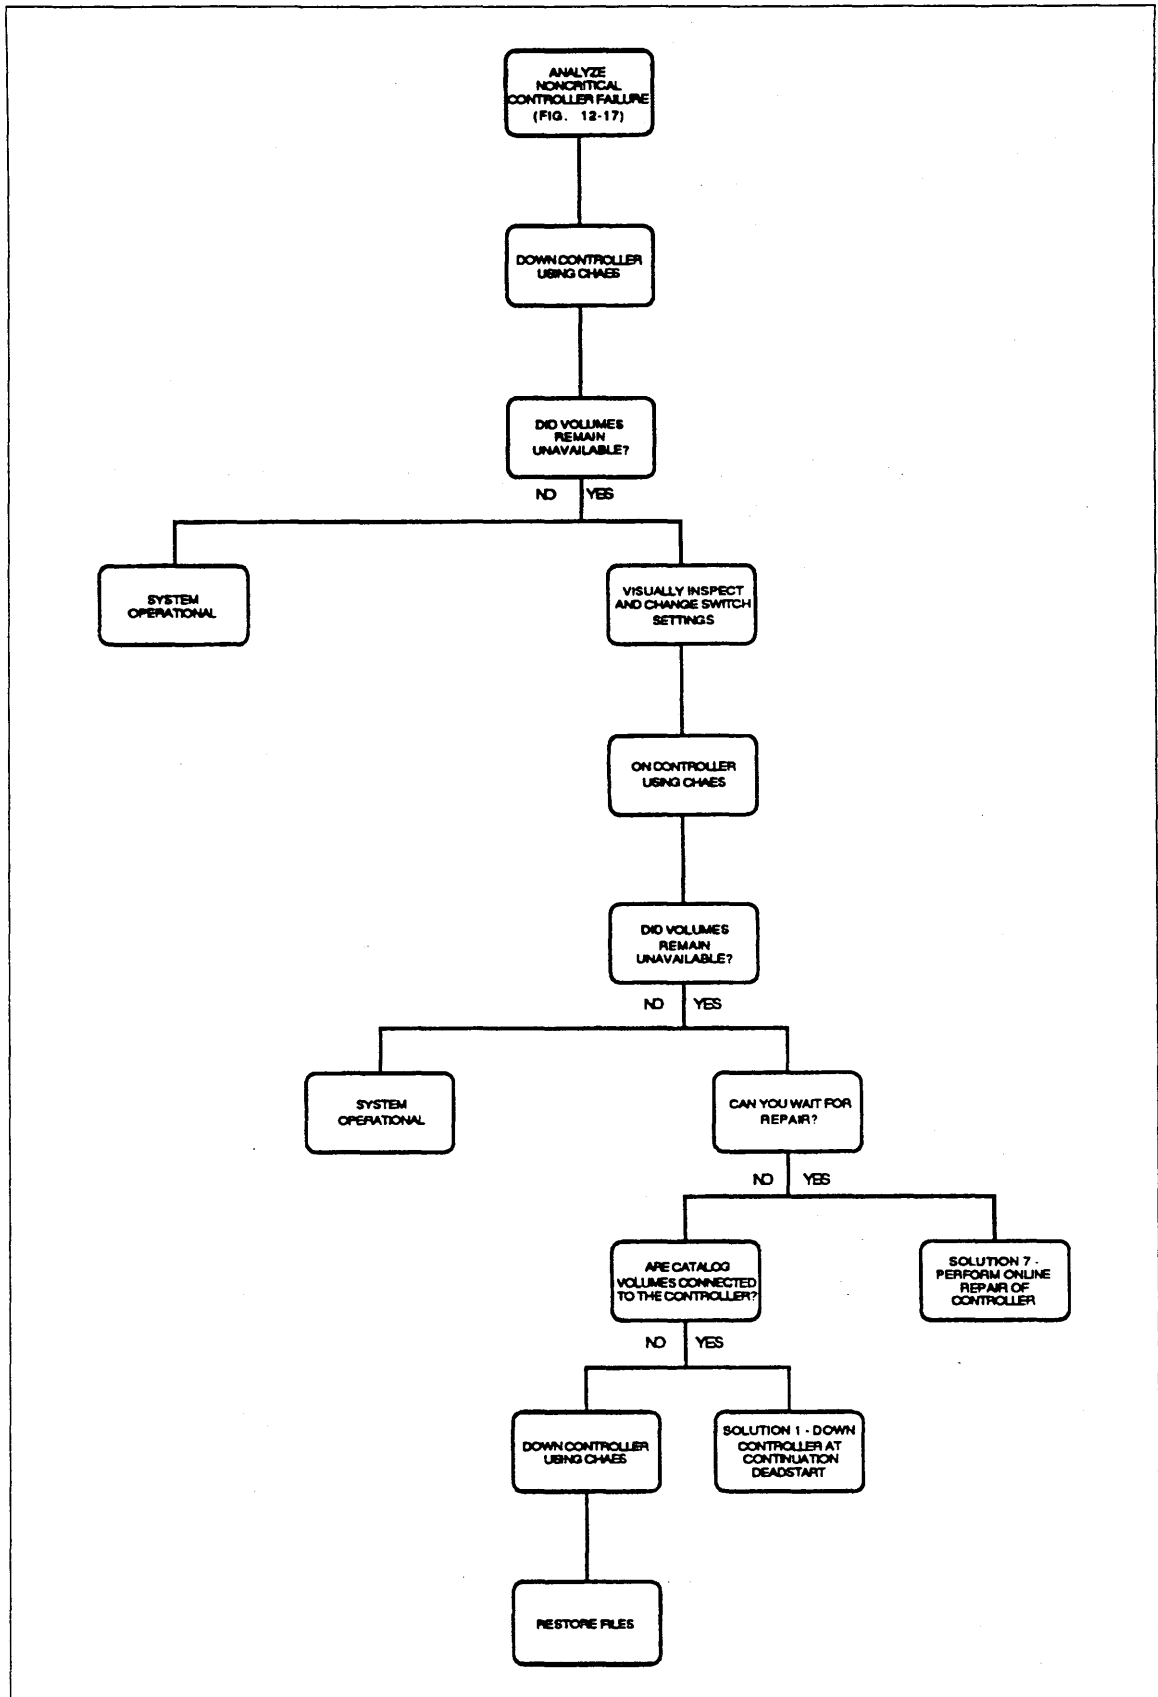 ANALYZE
NONCRITICAL
CONTROLLER FAILURE
(FIG. 12-17)
DOWN CONTROLLER
USING CHAES
DID VOLUMES
REMAIN
UNAVAILABLE?
NO YES
SYSTEM
OPERATIONAL
VISUALLY INSPECT
AND CHANGE SWITCH
SETTINGS
ON CONTROLLER
USING CHAES
DID VOLUMES
REMAIN
UNAVAILABLE?
NO YES
SYSTEM
OPERATIONAL
CAN YOU WAIT FOR
REPAIR?
NO YES
ARE CATALOG
VOLUMES CONNECTED
TO THE CONTROLLER?
SOLUTION 7 -
PERFORM ONLINE
REPAIR OF
CONTROLLER
NO YES
DOWN CONTROLLER
USING CHAES
SOLUTION 1 - DOWN
CONTROLLER AT
CONTINUATION
DEADSTART
RESTORE FILES